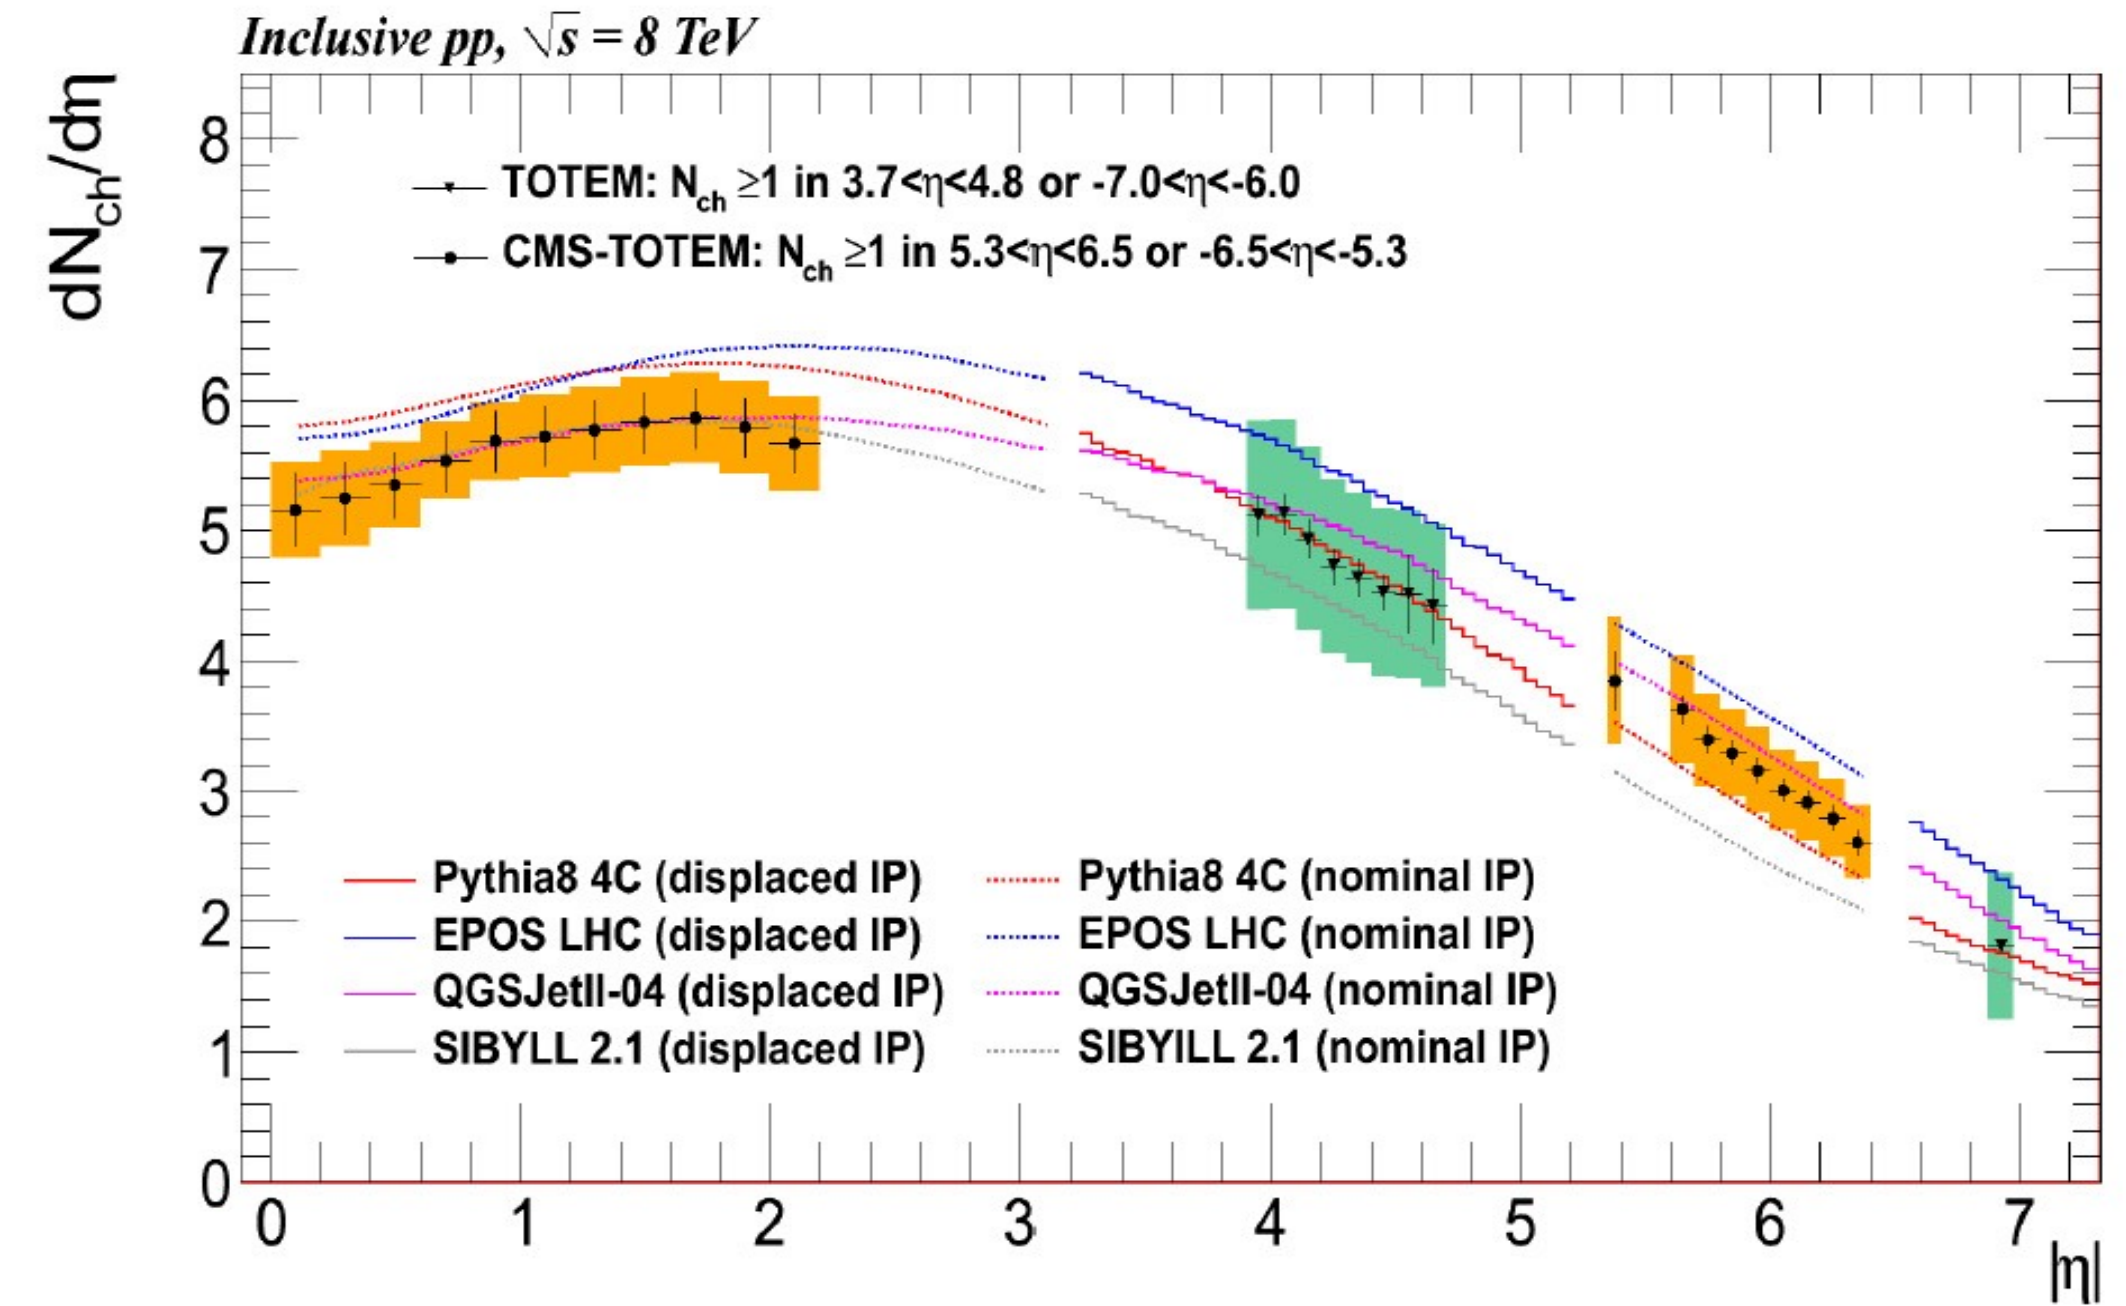 Inclusive pp, √s = 8 TeV
dNch/dη
8
7
6
5
4
3
2
1
0
TOTEM: Nch ≥1 in 3.7<η<4.8 or -7.0<η<-6.0
CMS-TOTEM: Nch ≥1 in 5.3<η<6.5 or -6.5<η<-5.3
Pythia8 4C (displaced IP)
EPOS LHC (displaced IP)
QGSJetII-04 (displaced IP)
SIBYLL 2.1 (displaced IP)
Pythia8 4C (nominal IP)
EPOS LHC (nominal IP)
QGSJetII-04 (nominal IP)
SIBYILL 2.1 (nominal IP)
0 1 2 3 4 5 6 7
|η|